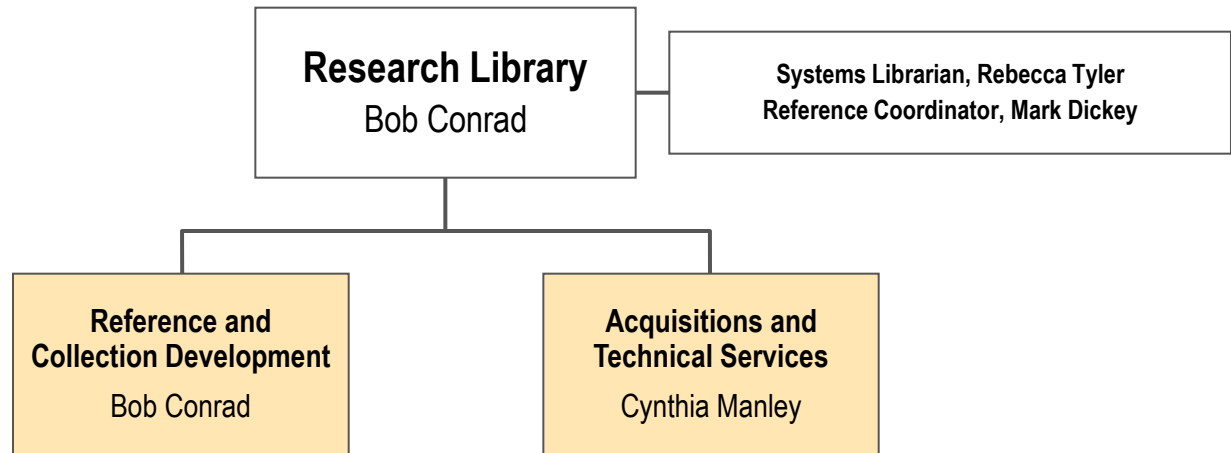 Research Library
Bob Conrad
Systems Librarian, Rebecca Tyler
Reference Coordinator, Mark Dickey
Reference and
Collection Development
Bob Conrad
Acquisitions and
Technical Services
Cynthia Manley